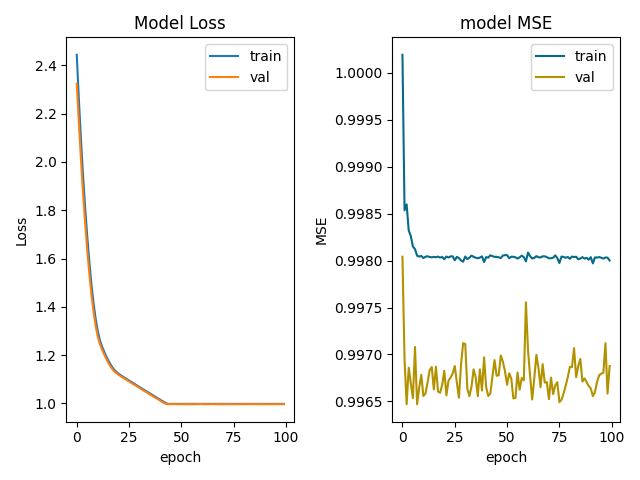 Model Loss
train
val
2.4
2.2
2.0
1.8
1.6
1.4
1.2
1.0
Loss
0
25
50
75
100
epoch
model MSE
train
val
1.0000
0.9995
0.9990
0.9985
0.9980
0.9975
0.9970
0.9965
MSE
0
25
50
75
100
epoch